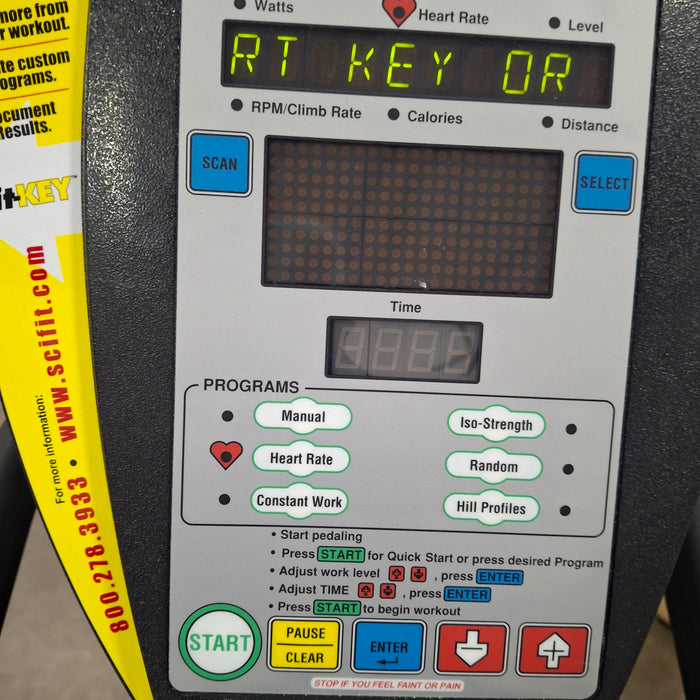 more from
r workout.
te custom
ograms.
ocument
esults.
it-KEY™
For more information:
800.278.3933 • www.scifit.com
Watts
Heart Rate
Level
RT KEY OR
RPM/Climb Rate
Calories
Distance
SCAN
SELECT
Time
PROGRAMS
Manual
Iso-Strength
Heart Rate
Random
Constant Work
Hill Profiles
• Start pedaling
• Press START for Quick Start or press desired Program
• Adjust work level , press ENTER
• Adjust TIME , press ENTER
• Press START to begin workout
START
PAUSE
CLEAR
ENTER
STOP IF YOU FEEL FAINT OR PAIN